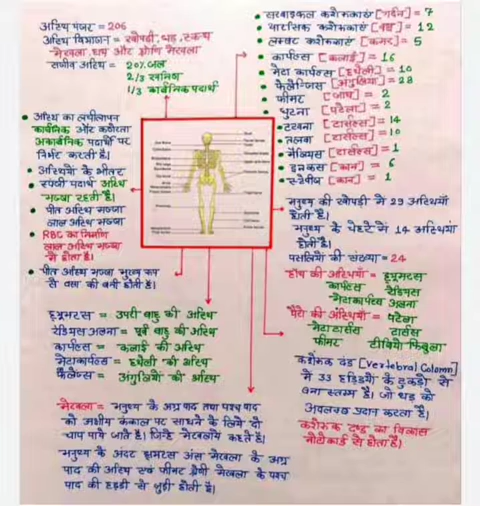 अस्थि पंजर = 206
अस्थि विभाजन = खोपड़ी, धड़, स्कन्ध
मेखला, घाप और श्रोणि मेखला
सजीव अस्थि = 20% जल
2/3 खनिज
1/3 कार्बनिक पदार्थ
अस्थि का लचीलापन
कार्बनिक और कठोरता
अकार्बनिक पदार्थों पर
निर्भर करती है।
अस्थियों के भीतर
स्पंजी पदार्थ अस्थि
मज्जा रहती है।
पीत अस्थि मज्जा
लाल अस्थि मज्जा
RBC का निर्माण
लाल अस्थि मज्जा
में होता है।
पीत अस्थि मज्जा मुख्य रूप
से वसा की बनी होती है।
सरवाइकल कशेरुकाएं [गर्दन] = 7
थारसिक कशेरुकाएं [वक्ष] = 12
लम्बर कशेरुकाएं [कमर] = 5
कार्पल्स [कलाई] = 16
मेटा कार्पल्स [हथेली] = 10
फैलेन्जिस [अंगुलियां] = 28
फीमर [जांघ] = 2
घुटना [पटेला] = 2
टखना [टार्सल्स] = 14
तलवा [टार्सल्स] = 10
मैलियस [टार्सल्स] = 1
इनकस [कान] = 6
स्टेपीज [कान] = 1
मनुष्य की खोपड़ी में 29 अस्थियाँ
होती है।
मनुष्य के चेहरे में 14 अस्थियां
होती है।
पसलियों की संख्या = 24
हाथ की अस्थियाँ = ह्यूमरस
कार्पल्स रेडियस
मेटाकार्पल्स अलना
पैरों की अस्थियाँ = पटेला
मेटा टार्सल्स टार्सल
फीमर टीबियो फिबुला
कशेरुक दंड [Vertebral Column]
में 33 हड्डियों के टुकड़ों से
बना स्तम्भ है। जो धड़ को
अवलम्ब प्रदान करता है।
कशेरुक दण्ड का विकास
नोटोकार्ड से होता है।
ह्यूमरस = उपरी बाहु की अस्थि
रेडियस अलना = पूर्व बाहु की अस्थि
कार्पल्स = कलाई की अस्थि
मेटाकार्पल्स = हथेली की अस्थि
फैलेन्स = अंगुलियों की अस्थि
मेखला = मनुष्य के अग्र पाद तथा पश्च पाद
को अक्षीय कंकाल पर साधने के लिये दो
चाप पाये जाते है। जिन्हें मेखलायें कहते है।
मनुष्य के अंदर ह्यूमरस अंस मेखला के अग्र
पाद की अस्थि एवं फीमर श्रोणी मेखला के पश्च
पाद की हड्डी से जुड़ी होती है।